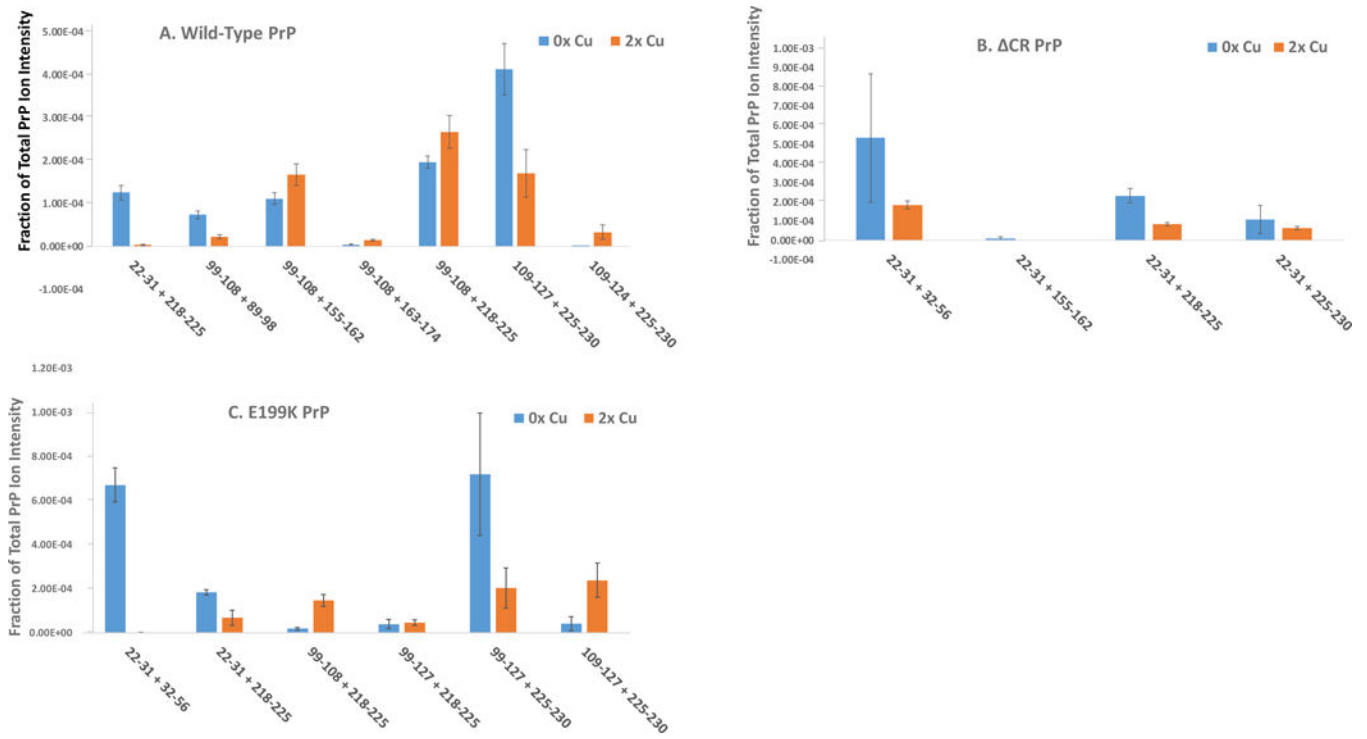 A. Wild-Type PrP
0x Cu 2x Cu
Fraction of Total PrP Ion Intensity
5.00E-04
4.00E-04
3.00E-04
2.00E-04
1.00E-04
0.00E+00
-1.00E-04
22-31 + 218-225
99-108 + 89-98
99-108 + 155-162
99-108 + 163-174
99-108 + 218-225
109-127 + 225-230
109-124 + 225-230
B. ΔCR PrP
0x Cu 2x Cu
Fraction of Total PrP Ion Intensity
1.00E-03
9.00E-04
8.00E-04
7.00E-04
6.00E-04
5.00E-04
4.00E-04
3.00E-04
2.00E-04
1.00E-04
0.00E+00
-1.00E-04
22-31 + 32-56
22-31 + 155-162
22-31 + 218-225
22-31 + 225-230
C. E199K PrP
0x Cu 2x Cu
Fraction of Total PrP Ion Intensity
1.20E-03
1.00E-03
8.00E-04
6.00E-04
4.00E-04
2.00E-04
0.00E+00
22-31 + 32-56
22-31 + 218-225
99-108 + 218-225
99-127 + 218-225
99-127 + 225-230
109-127 + 225-230